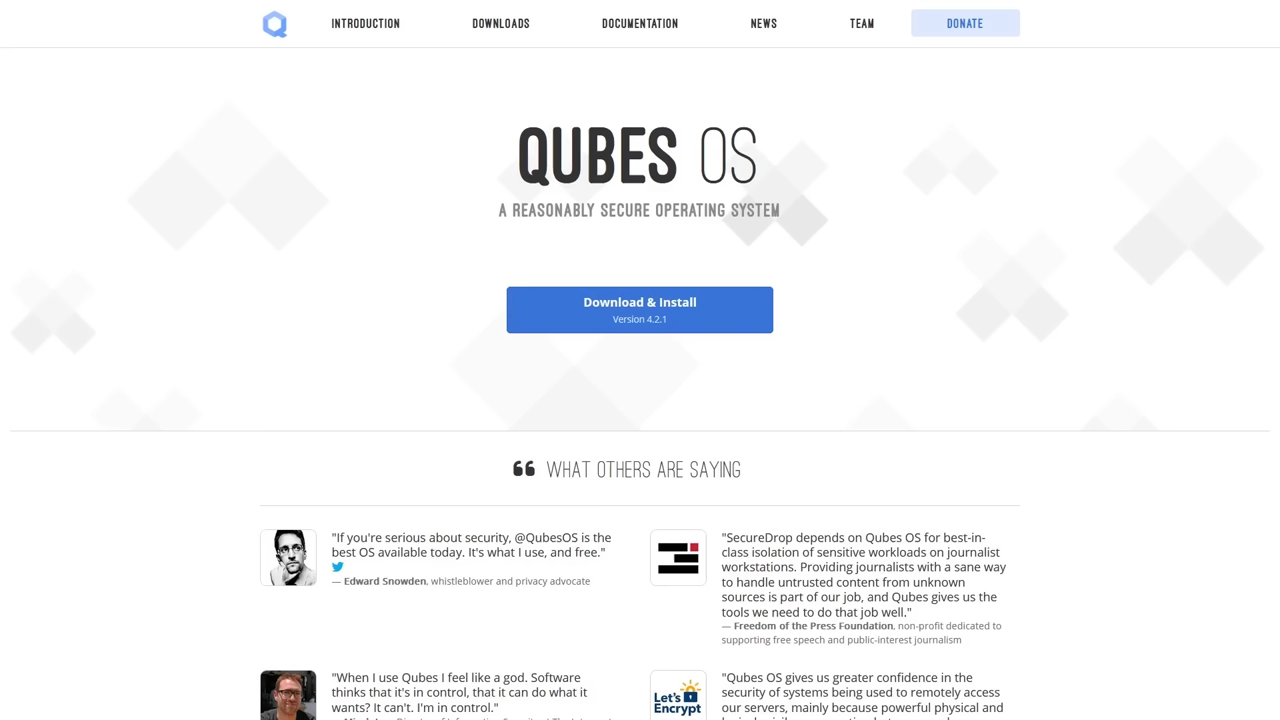 INTRODUCTION
DOWNLOADS
DOCUMENTATION
NEWS
TEAM
DONATE
QUBES OS
A REASONABLY SECURE OPERATING SYSTEM
Download & Install
Version 4.2.1
WHAT OTHERS ARE SAYING
"If you're serious about security, @QubesOS is the
best OS available today. It's what I use, and free."
— Edward Snowden, whistleblower and privacy advocate
"SecureDrop depends on Qubes OS for best-in-
class isolation of sensitive workloads on journalist
workstations. Providing journalists with a sane way
to handle untrusted content from unknown
sources is part of our job, and Qubes gives us the
tools we need to do that job well."
— Freedom of the Press Foundation, non-profit dedicated to
supporting free speech and public-interest journalism
"When I use Qubes I feel like a god. Software
thinks that it's in control, that it can do what it
wants? It can't. I'm in control."
Let's
Encrypt
"Qubes OS gives us greater confidence in the
security of systems being used to remotely access
our servers, mainly because powerful physical and